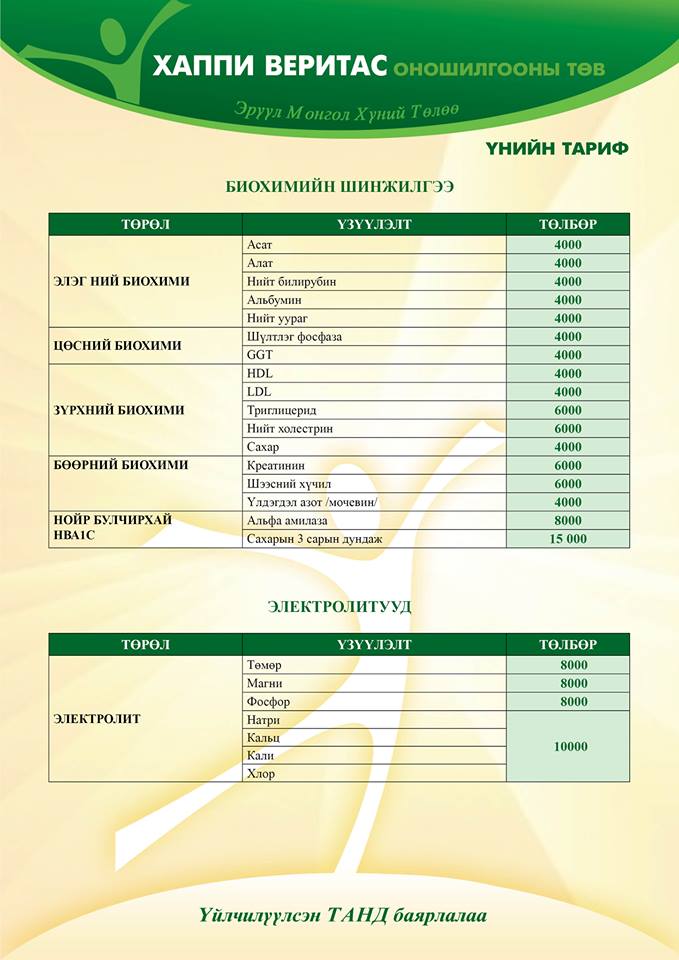 ХАППИ ВЕРИТАС ОНОШИЛГООНЫ ТӨВ
Эрүүл Монгол Хүний Төлөө
ҮНИЙН ТАРИФ
БИОХИМИЙН ШИНЖИЛГЭЭ
ТӨРӨЛ ҮЗҮҮЛЭЛТ ТӨЛБӨР
ЭЛЭГ НИЙ БИОХИМИ
Асат 4000
Алат 4000
Нийт билирубин 4000
Альбумин 4000
Нийт уураг 4000
ЦӨСНИЙ БИОХИМИ
Шүлтлэг фосфаза 4000
GGT 4000
ЗҮРХНИЙ БИОХИМИ
HDL 4000
LDL 4000
Триглицерид 6000
Нийт холестрин 6000
Сахар 4000
БӨӨРНИЙ БИОХИМИ
Креатинин 6000
Шээсний хүчил 6000
Үлдэгдэл азот /мочевин/ 4000
НОЙР БУЛЧИРХАЙ
НВА1С
Альфа амилаза 8000
Сахарын 3 сарын дундаж 15 000
ЭЛЕКТРОЛИТУУД
ТӨРӨЛ ҮЗҮҮЛЭЛТ ТӨЛБӨР
ЭЛЕКТРОЛИТ
Төмөр 8000
Магни 8000
Фосфор 8000
Натри
Кальц
Кали
Хлор
10000
Үйлчилүүлсэн ТАНД баярлалаа